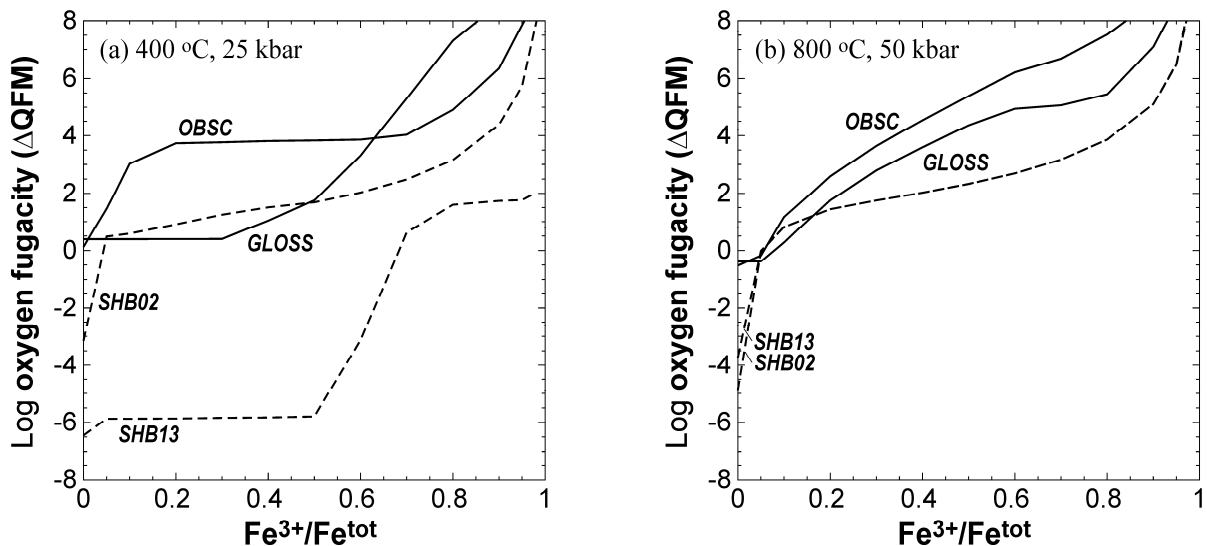 (a) 400 °C, 25 kbar
Log oxygen fugacity (ΔQFM)
8
6
4
2
0
-2
-4
-6
-8
OBSC
GLOSS
SHB02
SHB13
0 0.2 0.4 0.6 0.8 1
Fe3+/Fetot
(b) 800 °C, 50 kbar
Log oxygen fugacity (ΔQFM)
8
6
4
2
0
-2
-4
-6
-8
OBSC
GLOSS
SHB13
SHB02
0 0.2 0.4 0.6 0.8 1
Fe3+/Fetot